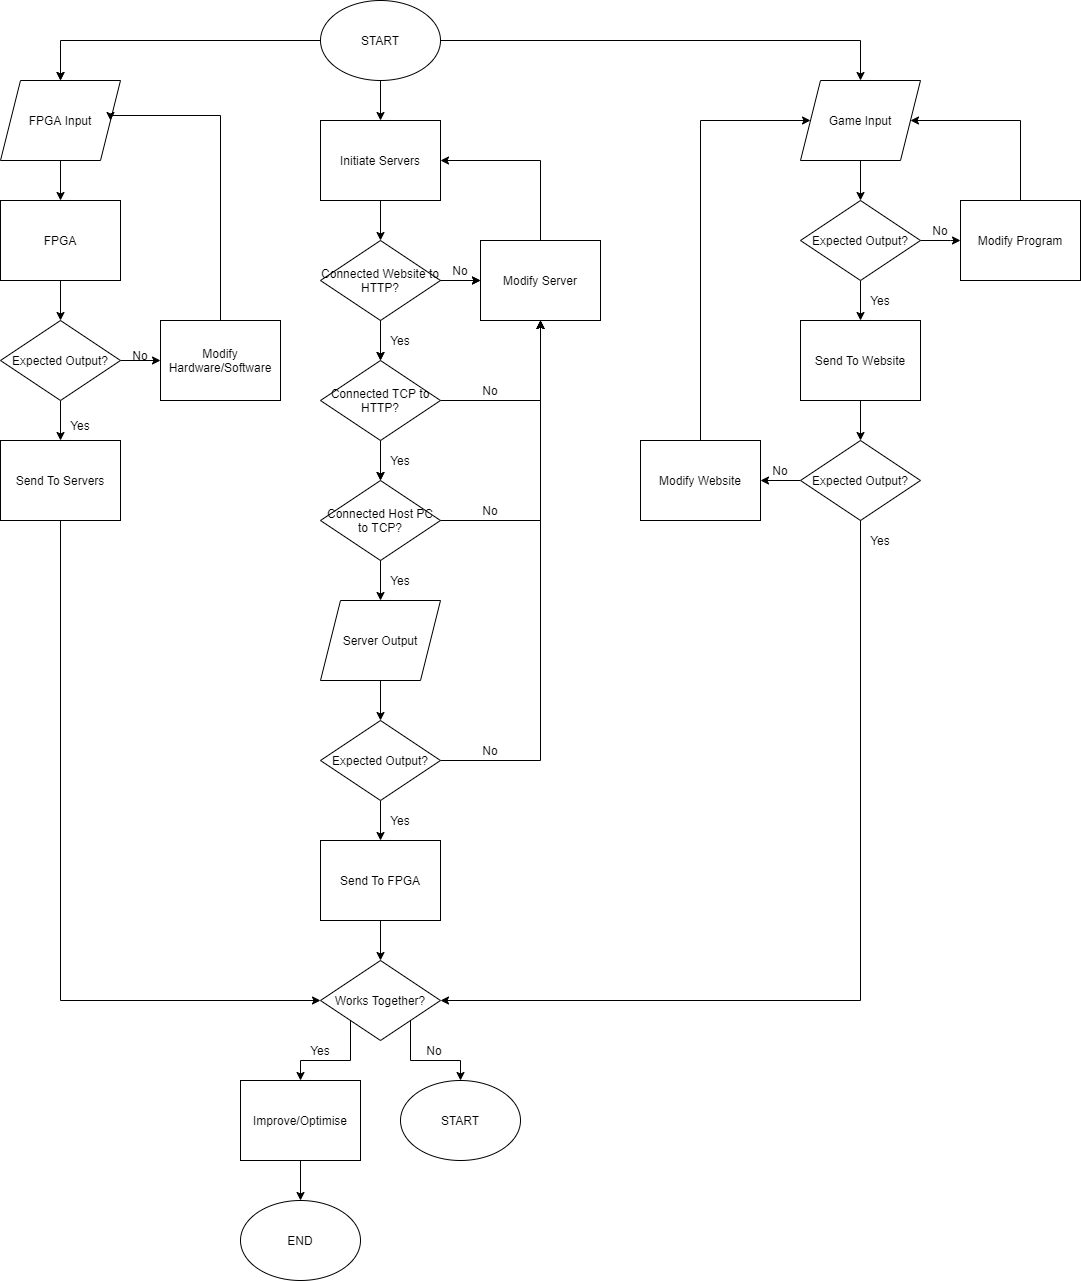 START
FPGA Input
Game Input
Initiate Servers
FPGA
Expected Output?
No
Modify Program
Connected Website to
HTTP?
No
Modify Server
Yes
Yes
Expected Output?
No
Modify
Hardware/Software
Send To Website
Connected TCP to
HTTP?
No
Yes
Yes
Send To Servers
Modify Website
No
Expected Output?
Connected Host PC
to TCP?
No
Yes
Yes
Server Output
Expected Output?
No
Yes
Send To FPGA
Works Together?
Yes
No
Improve/Optimise
START
END